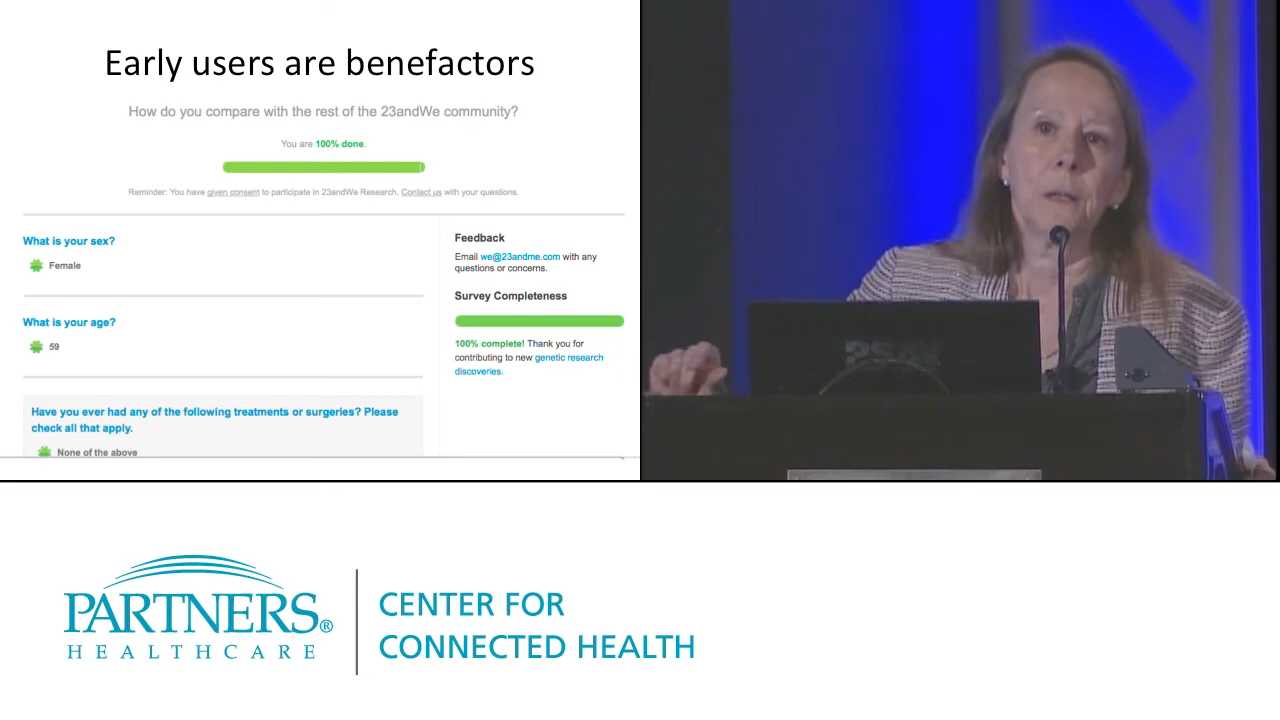 Early users are benefactors
How do you compare with the rest of the 23andWe community?
You are 100% done.
Reminder: You have given consent to participate in 23andWe Research. Contact us with your questions.
What is your sex?
Female
What is your age?
59
Have you ever had any of the following treatments or surgeries? Please
check all that apply.
None of the above
Feedback
Email we@23andme.com with any
questions or concerns.
Survey Completeness
100% complete! Thank you for
contributing to new genetic research
discoveries.
PSAV
PARTNERS®
HEALTHCARE
CENTER FOR
CONNECTED HEALTH